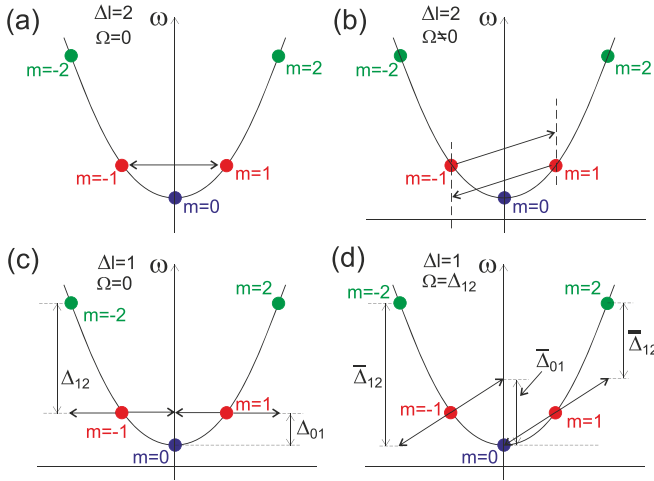 (a)
Δl=2
Ω=0
ω
m=-2
m=2
m=-1
m=1
m=0
(b)
Δl=2
Ω≠0
ω
m=-2
m=2
m=-1
m=1
m=0
(c)
Δl=1
Ω=0
ω
m=-2
m=2
Δ₁₂
m=-1
m=1
Δ₀₁
m=0
(d)
Δl=1
Ω=Δ₁₂
ω
m=-2
m=2
Δ̅₁₂
Δ̅₀₁
Δ̿₁₂
m=-1
m=1
m=0